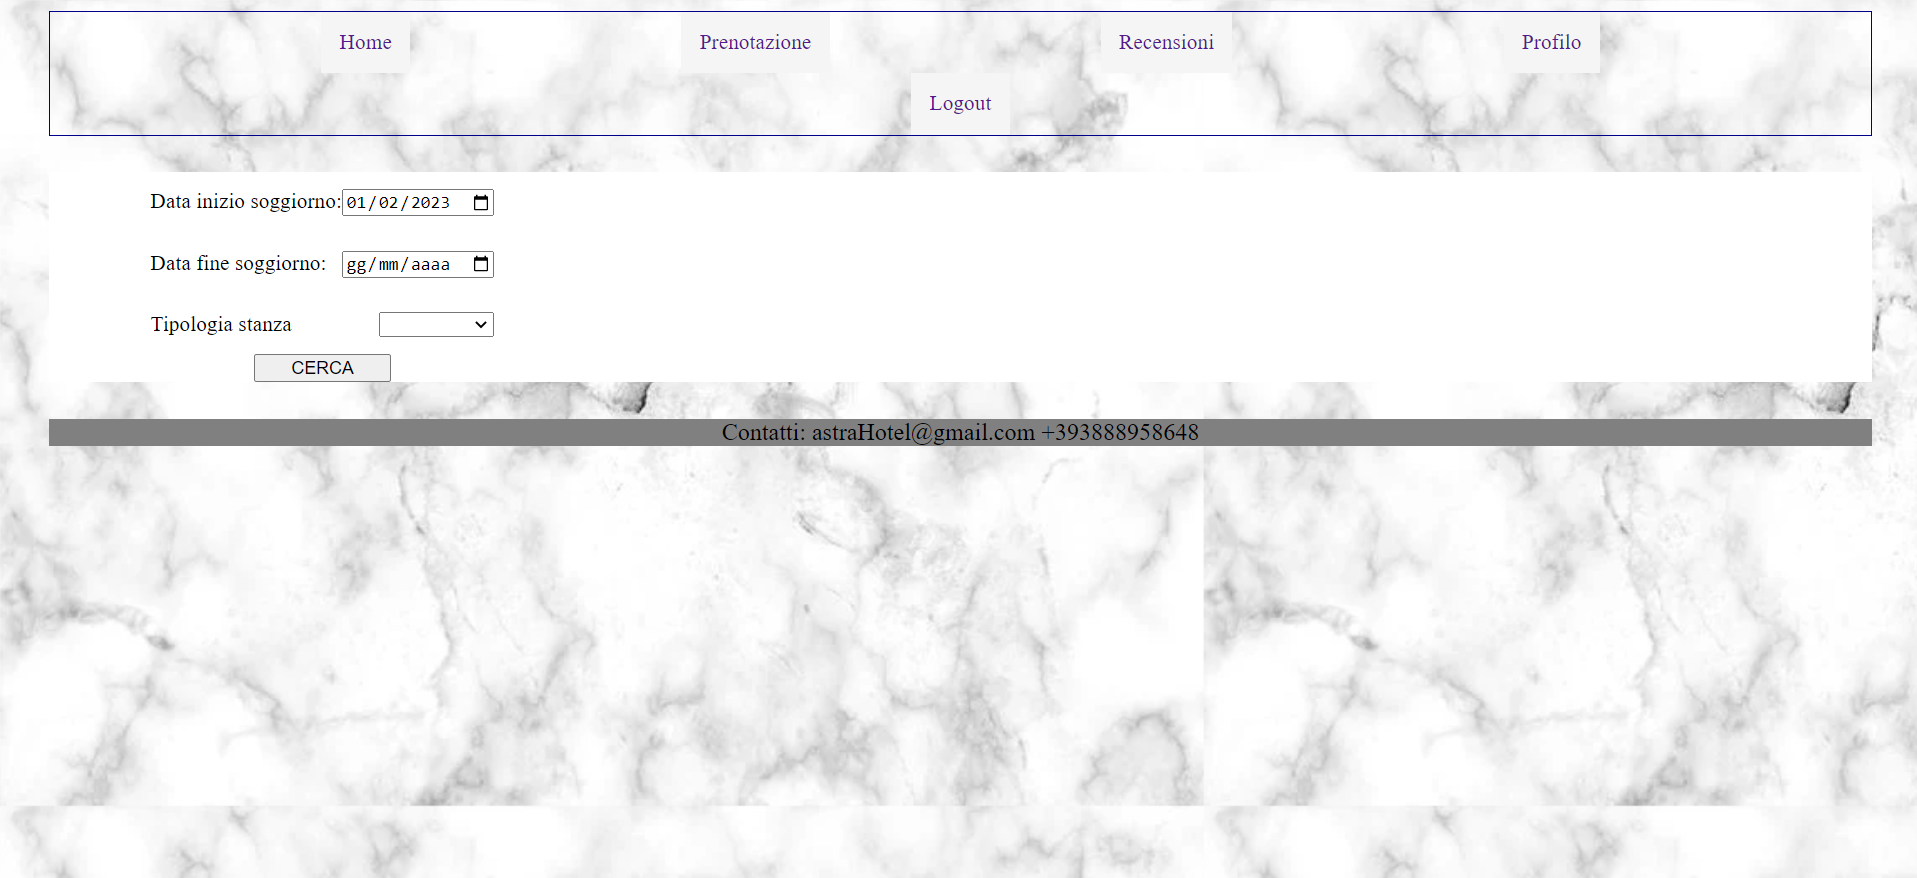 Home Prenotazione Recensioni Profilo
Logout
Data inizio soggiorno: 01/02/2023
Data fine soggiorno: gg/mm/aaaa
Tipologia stanza
CERCA
Contatti: astraHotel@gmail.com +393888958648